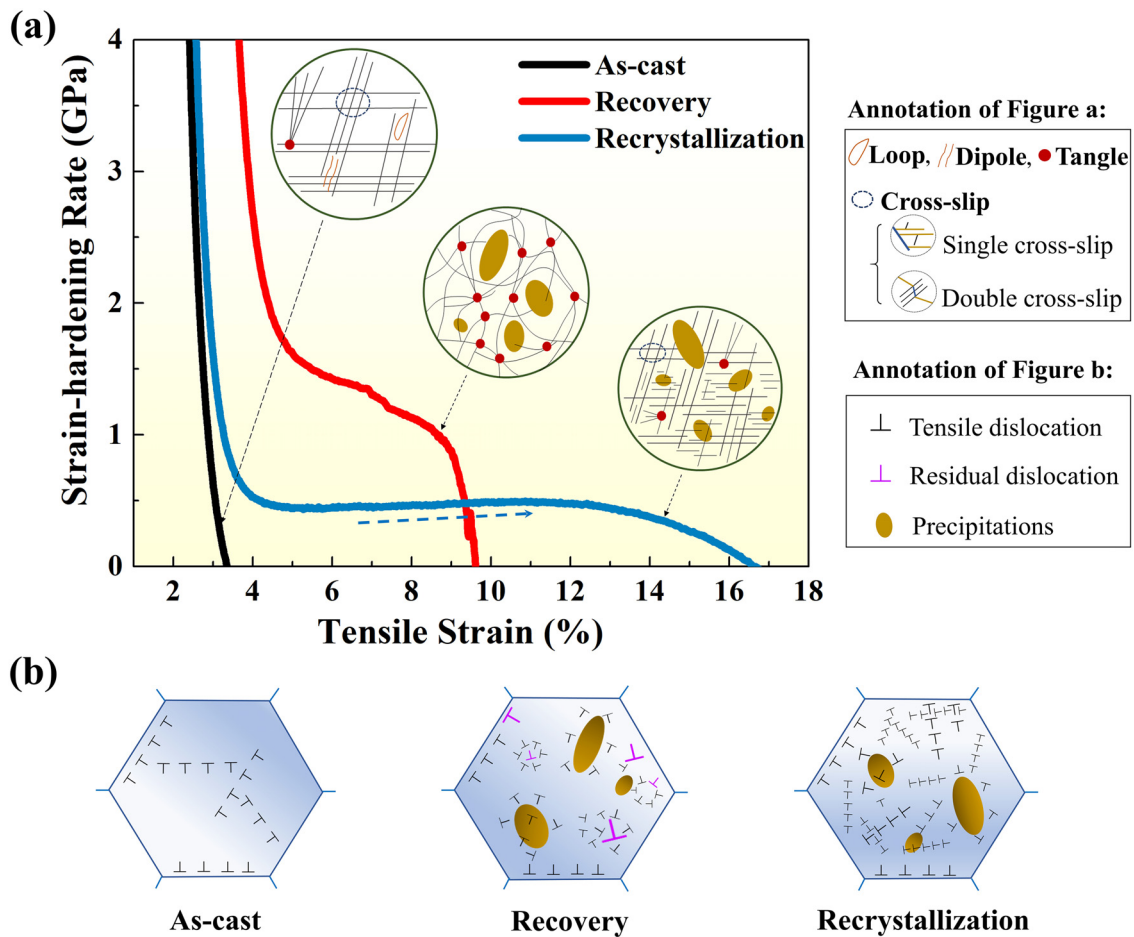 (a)
Strain-hardening Rate (GPa)
4
3
2
1
0
As-cast
Recovery
Recrystallization
2 4 6 8 10 12 14 16 18
Tensile Strain (%)
Annotation of Figure a:
Loop, Dipole, Tangle
Cross-slip
Single cross-slip
Double cross-slip
Annotation of Figure b:
Tensile dislocation
Residual dislocation
Precipitations
(b)
As-cast Recovery Recrystallization